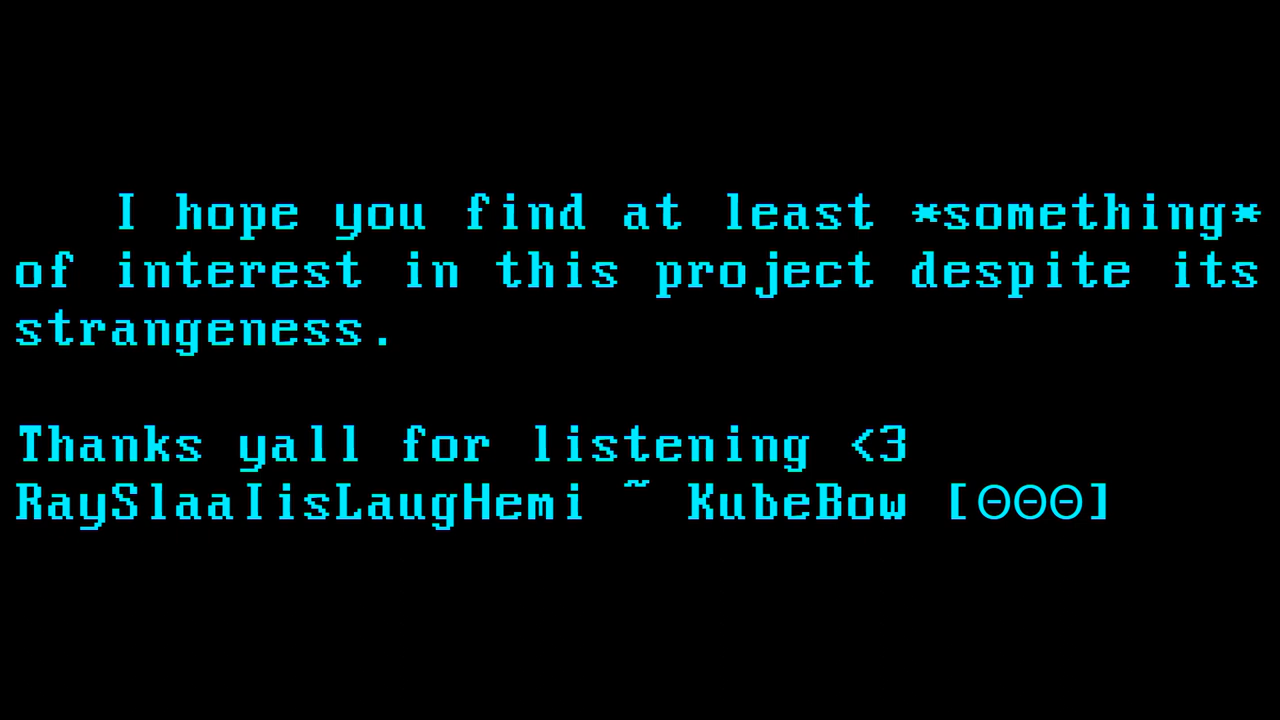 I hope you find at least *something*
of interest in this project despite its
strangeness.
Thanks yall for listening <3
RaySlaaIisLaugHemi ~ KubeBow [ΘΘΘ]